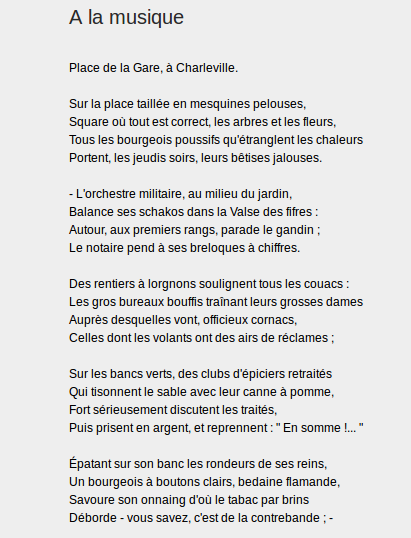 A la musique
Place de la Gare, à Charleville.
Sur la place taillée en mesquines pelouses,
Square où tout est correct, les arbres et les fleurs,
Tous les bourgeois poussifs qu'étranglent les chaleurs
Portent, les jeudis soirs, leurs bêtises jalouses.
- L'orchestre militaire, au milieu du jardin,
Balance ses schakos dans la Valse des fifres :
Autour, aux premiers rangs, parade le gandin ;
Le notaire pend à ses breloques à chiffres.
Des rentiers à lorgnons soulignent tous les couacs :
Les gros bureaux bouffis traînant leurs grosses dames
Auprès desquelles vont, officieux cornacs,
Celles dont les volants ont des airs de réclames ;
Sur les bancs verts, des clubs d'épiciers retraités
Qui tisonnent le sable avec leur canne à pomme,
Fort sérieusement discutent les traités,
Puis prisent en argent, et reprennent : " En somme !... "
Épatant sur son banc les rondeurs de ses reins,
Un bourgeois à boutons clairs, bedaine flamande,
Savoure son onnaing d'où le tabac par brins
Déborde - vous savez, c'est de la contrebande ; -